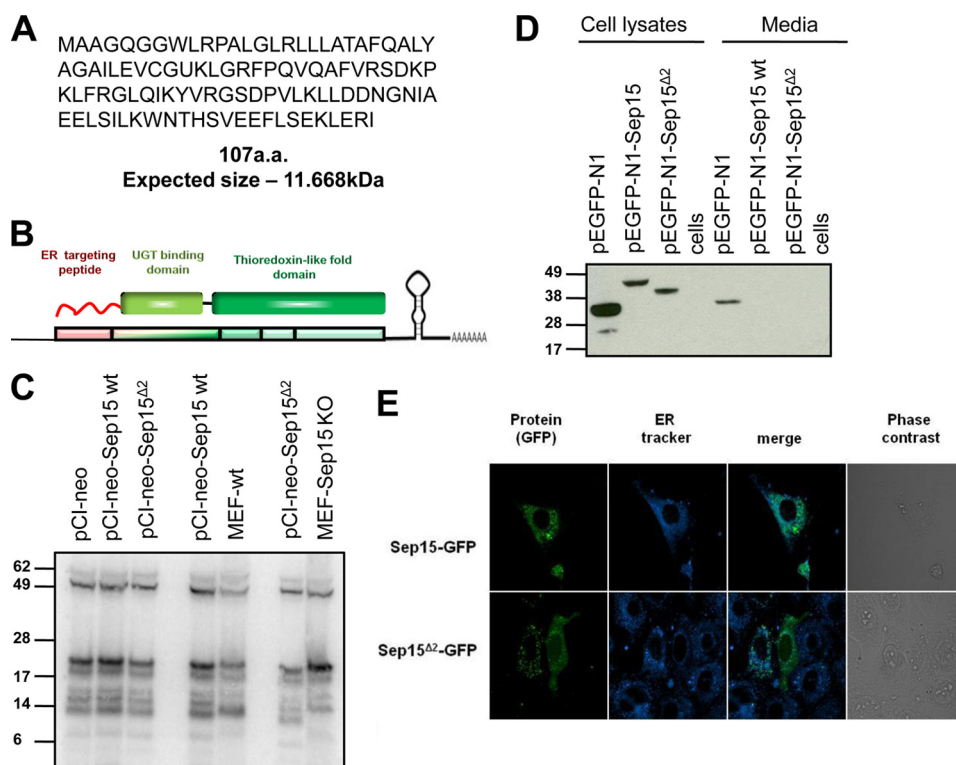 A
MAAGQGGWLRPALGLRLLLATAFQALY
AGAILEVCGUKLGRFPQVQAFVRSDKP
KLFRGLQIKYVRGSDPVLKLLDDNGNIA
EELSILKWNTHSVEEFLSEKLERI
107a.a.
Expected size – 11.668kDa
B
ER targeting
peptide
UGT binding
domain
Thioredoxin-like fold
domain
AAAAAAA
C
pCI-neo
pCI-neo-Sep15 wt
pCI-neo-Sep15Δ2
pCI-neo-Sep15 wt
MEF-wt
pCI-neo-Sep15Δ2
MEF-Sep15 KO
62
49
28
17
14
6
D
Cell lysates
Media
pEGFP-N1
pEGFP-N1-Sep15
pEGFP-N1-Sep15Δ2
cells
pEGFP-N1
pEGFP-N1-Sep15 wt
pEGFP-N1-Sep15Δ2
cells
49
38
28
17
E
Protein
(GFP)
ER
tracker
merge
Phase
contrast
Sep15-GFP
Sep15Δ2-GFP